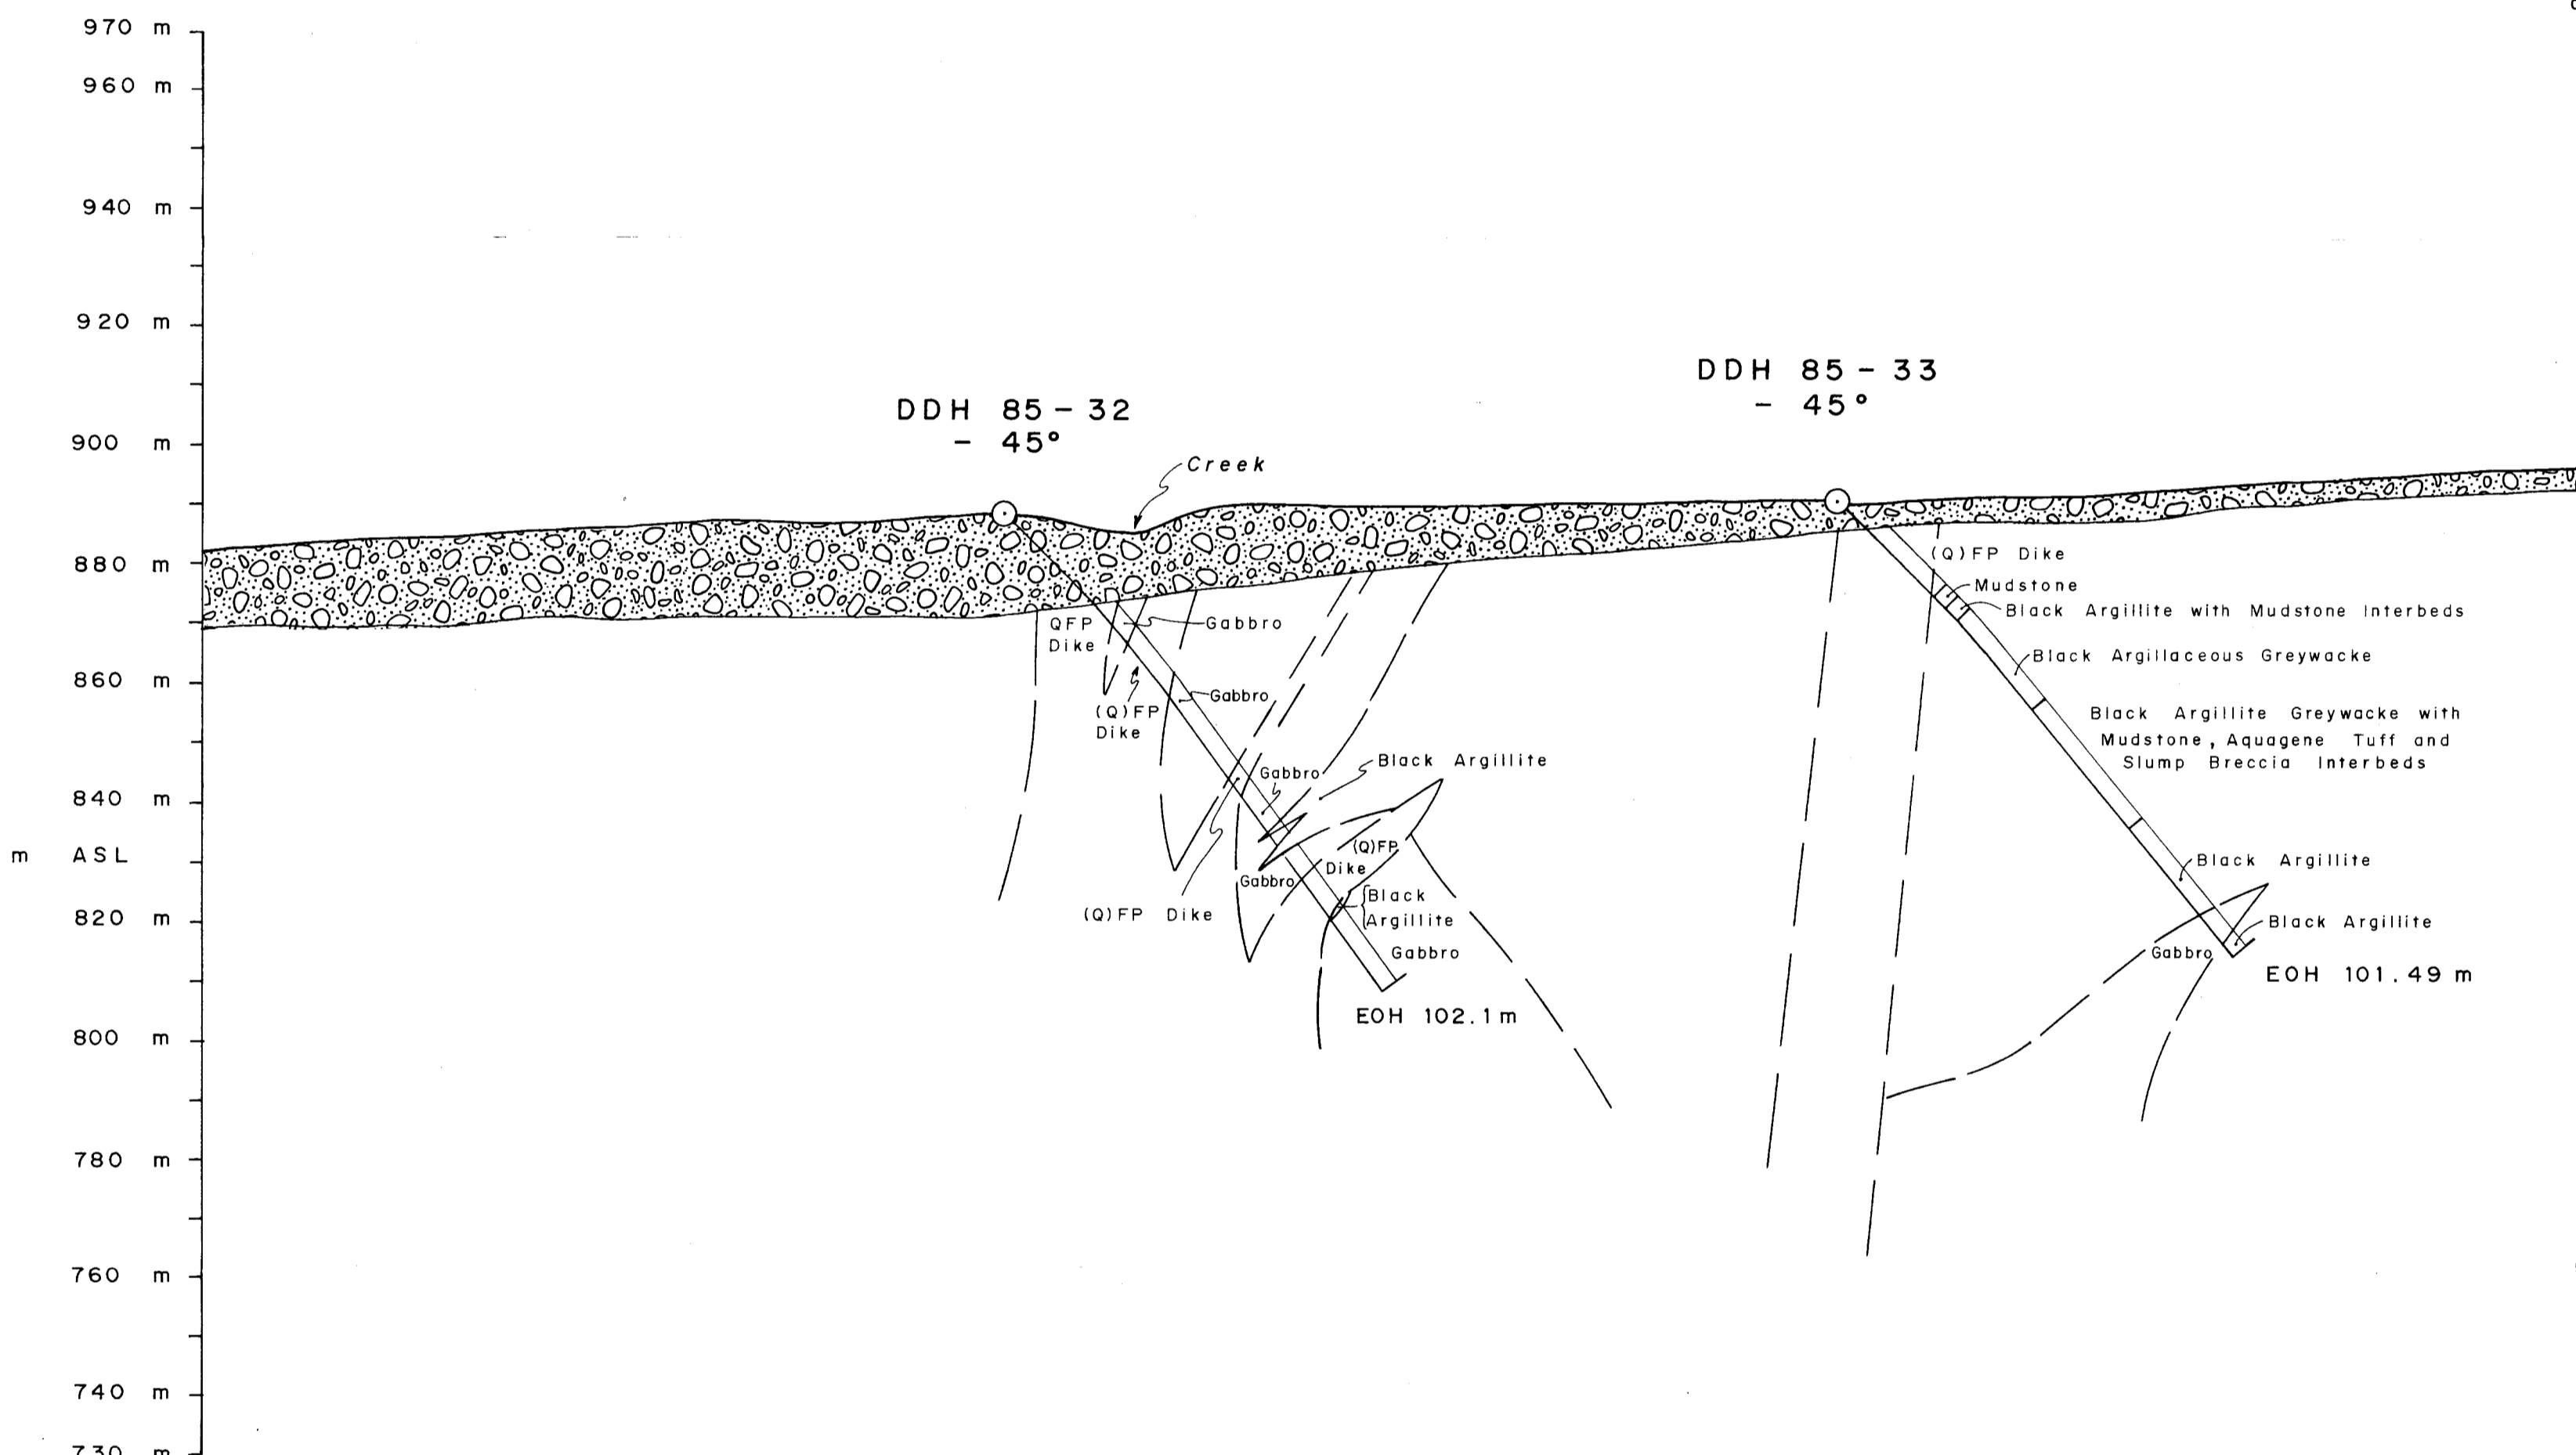 970 m
960 m
940 m
920 m
900 m
880 m
860 m
840 m
m ASL
820 m
800 m
780 m
760 m
740 m
730 m
DDH 85-32
- 45°
Creek
DDH 85-33
- 45°
QFP
Dike
Gabbro
(Q)FP
Dike
Gabbro
Gabbro
Black Argillite
(Q)FP
Dike
Gabbro
(Q)FP Dike
Black
Argillite
Gabbro
EOH 102.1m
(Q)FP Dike
Mudstone
Black Argillite with Mudstone Interbeds
Black Argillaceous Greywacke
Black Argillite Greywacke with
Mudstone, Aquagene Tuff and
Slump Breccia Interbeds
Black Argillite
Black Argillite
Gabbro
EOH 101.49 m